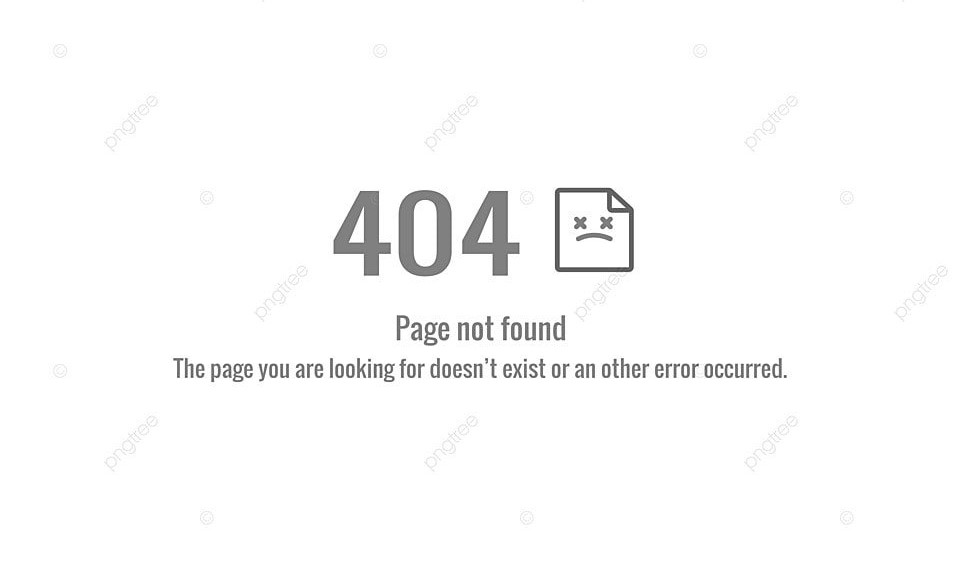 404
Page not found
The page you are looking for doesn't exist or an other error occurred.
pngtree
pngtree
pngtree
pngtree
pngtree
pngtree
pngtree
pngtree
pngtree